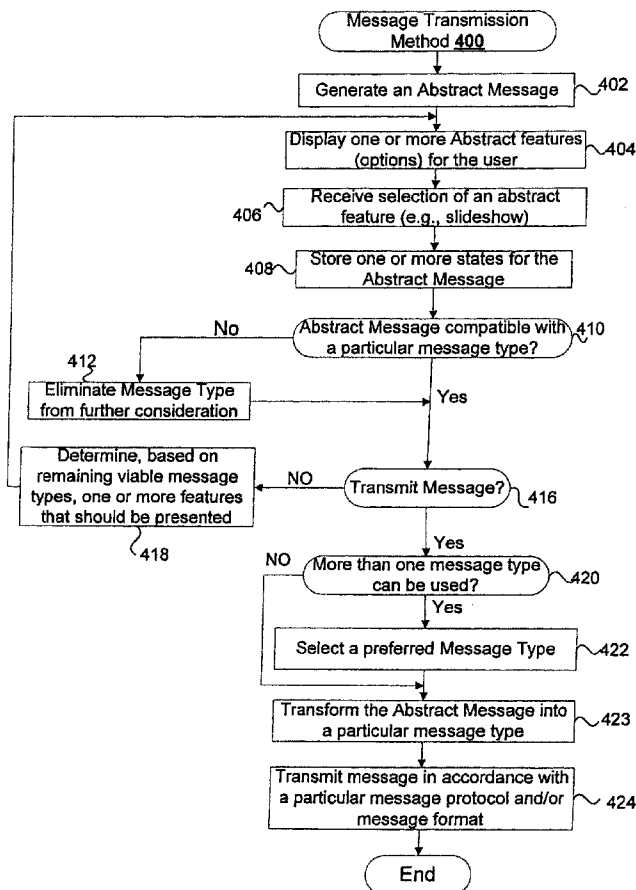 Message Transmission
Method 400
Generate an Abstract Message
402
Display one or more Abstract features
(options) for the user
404
406
Receive selection of an abstract
feature (e.g., slideshow)
408
Store one or more states for the
Abstract Message
No
Abstract Message compatible with
a particular message type?
410
412
Eliminate Message Type
from further consideration
Yes
Determine, based on
remaining viable message
types, one or more features
that should be presented
418
NO
Transmit Message?
416
Yes
NO
More than one message type
can be used?
420
Yes
Select a preferred Message Type
422
Transform the Abstract Message into
a particular message type
423
Transmit message in accordance with
a particular message protocol and/or
message format
424
End